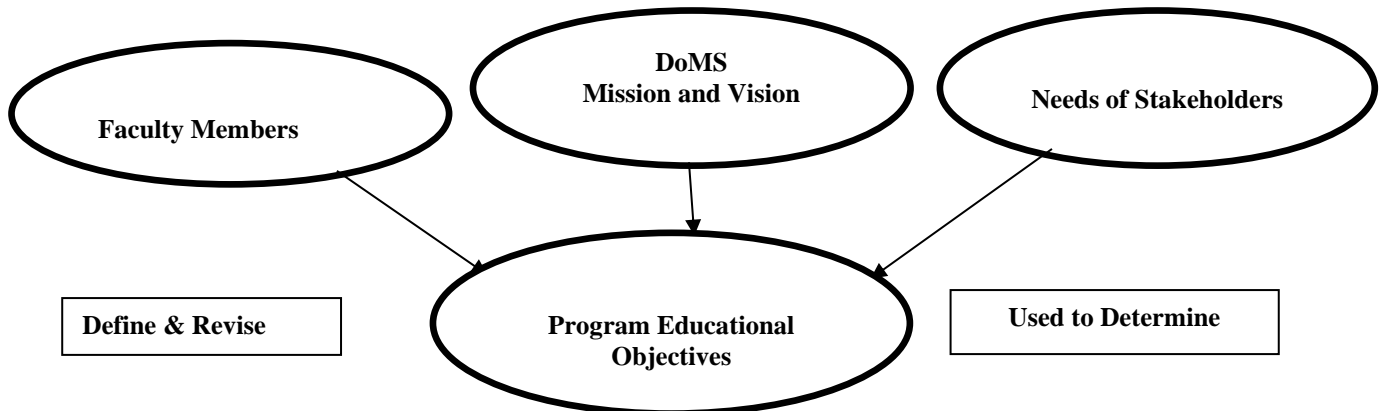 Faculty Members
DoMS
Mission and Vision
Needs of Stakeholders
Define & Revise
Program Educational
Objectives
Used to Determine